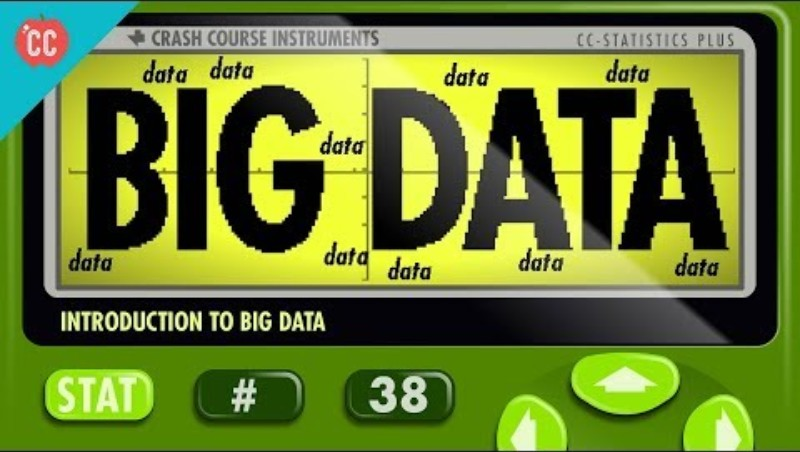 CC
CRASH COURSE INSTRUMENTS
CC-STATISTICS PLUS
data data data data
BIG DATA
data
data data data data data
INTRODUCTION TO BIG DATA
STAT # 38